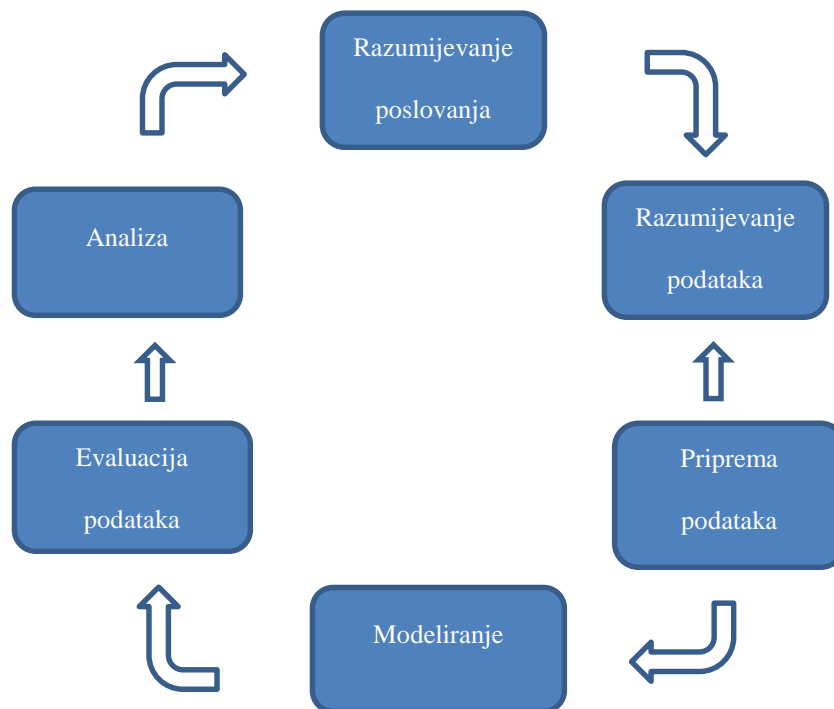 Razumijevanje
poslovanja
Analiza
Razumijevanje
podataka
Evaluacija
podataka
Priprema
podataka
Modeliranje